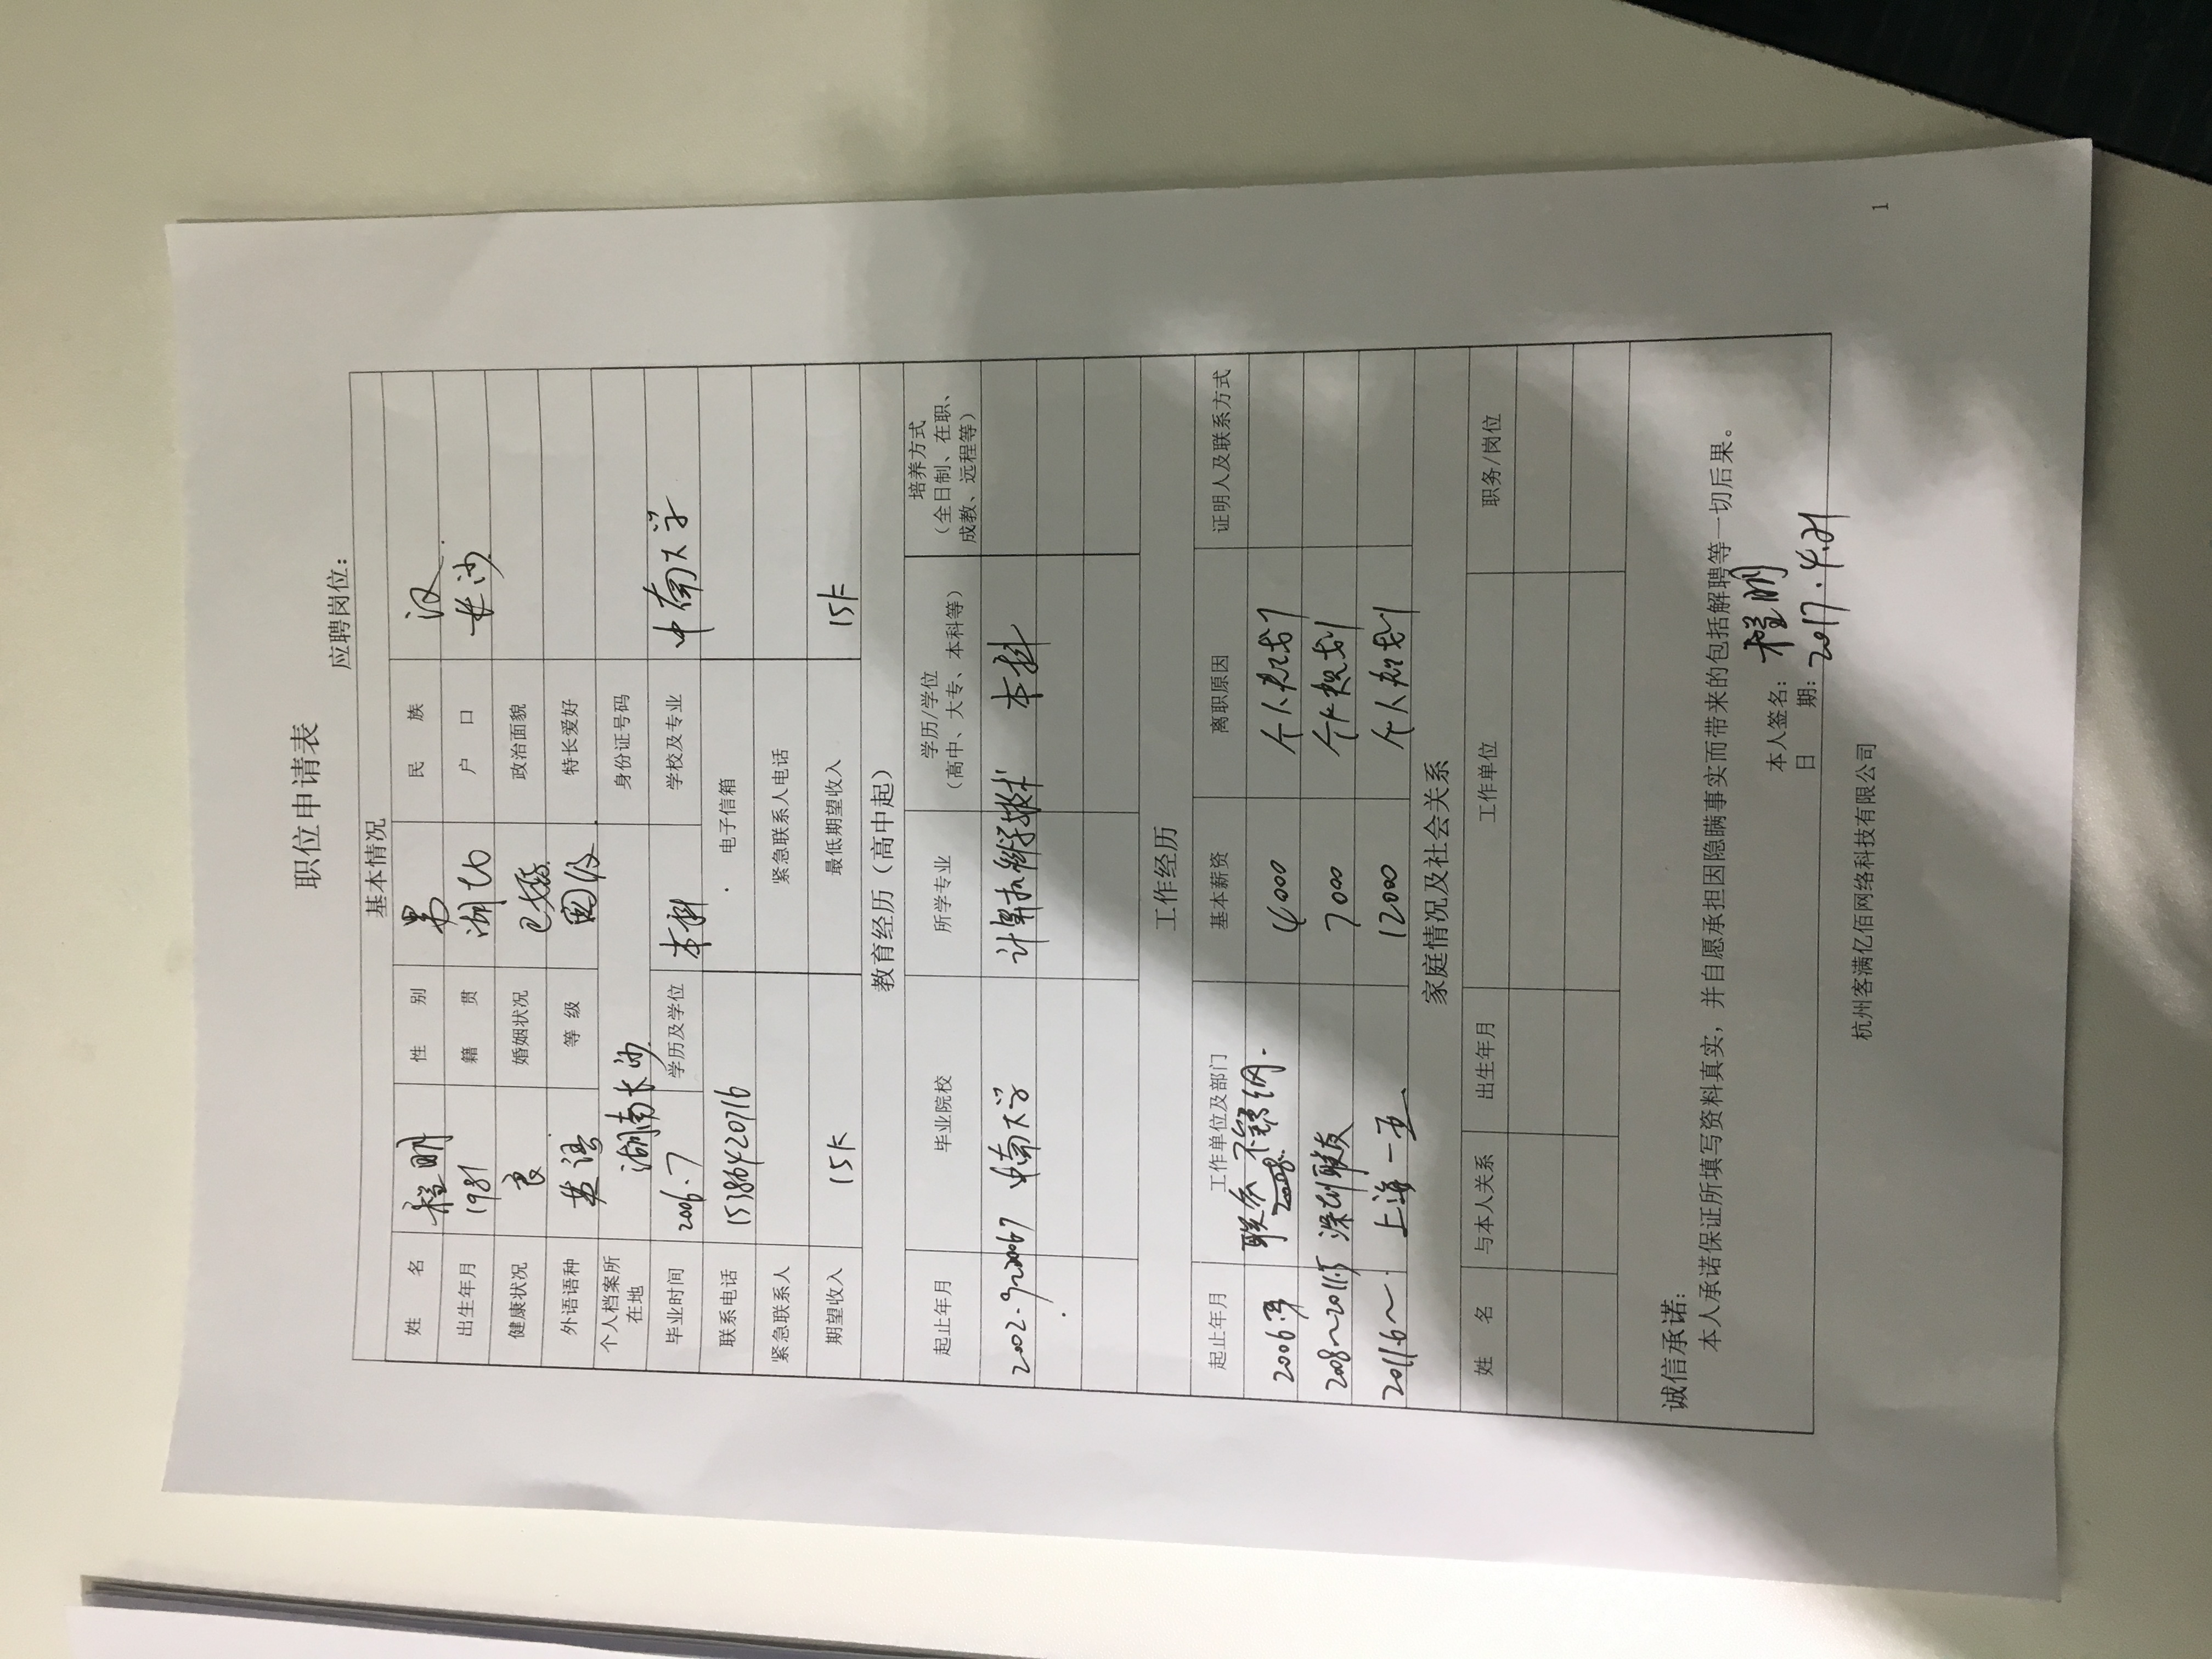 职位申请表
应聘岗位：
基本情况
姓 名 程明 性 别 男 民 族 汉
出生年月 1981 籍 贯 湖北 户 口 长沙
健康状况 良 婚姻状况 已婚 政治面貌
外语语种 英语 等 级 四级 特长爱好
个人档案所在地 湖南长沙 身份证号码
毕业时间 2006.7 学历及学位 本科 学校及专业 中南大学
联系电话 15386420716 电子信箱
紧急联系人 紧急联系人电话
期望收入 15K 最低期望收入 15K
教育经历（高中起）
起止年月 毕业院校 所学专业 学历/学位（高中、大专、本科等） 培养方式（全日制、在职、成教、远程等）
2002.9~2006.7 中南大学 计算机科学与技术 本科
工作经历
起止年月 工作单位及部门 基本薪资 离职原因 证明人及联系方式
2006 联众不锈钢. 4000 个人规划
2008~2011.5 深圳联友 7000 个人规划
2011.6~ 上海一五 12000 个人规划
家庭情况及社会关系
姓 名 与本人关系 出生年月 工作单位 职务/岗位
诚信承诺：
本人承诺保证所填写资料真实，并自愿承担因隐瞒事实而带来的包括解聘等一切后果。
本人签名：程明
日 期：2017.4.21
杭州客满亿佰网络科技有限公司
1